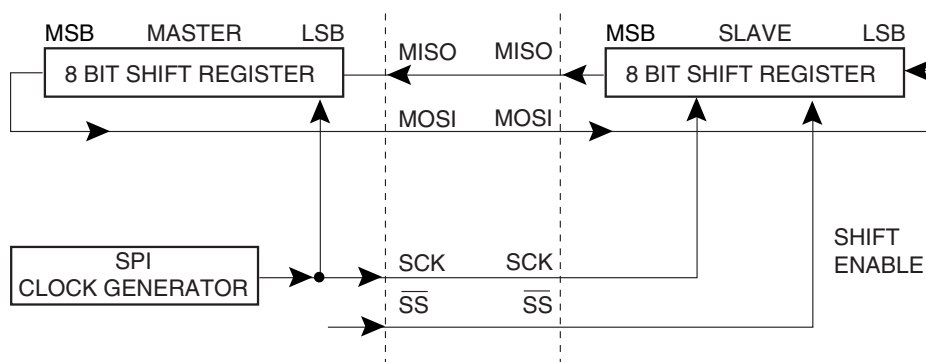 MSB MASTER LSB
8 BIT SHIFT REGISTER
MISO MISO
MSB SLAVE LSB
8 BIT SHIFT REGISTER
MOSI MOSI
SHIFT
ENABLE
SPI
CLOCK GENERATOR
SCK SCK
SS SS